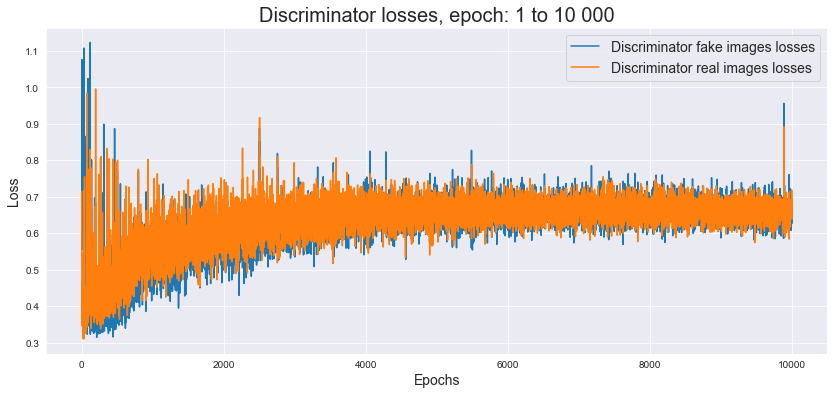 Discriminator losses, epoch: 1 to 10 000
Discriminator fake images losses
Discriminator real images losses
Loss
1.1
1.0
0.9
0.8
0.7
0.6
0.5
0.4
0.3
0 2000 4000 6000 8000 10000
Epochs